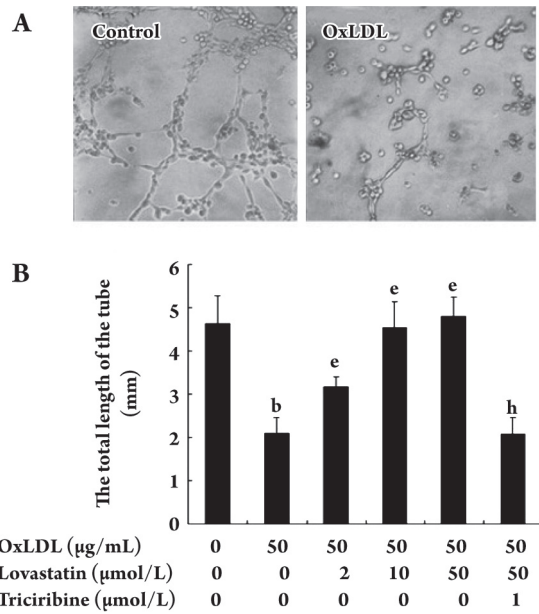 A
Control
OxLDL
B
The total length of the tube
(mm)
6
5
4
3
2
1
0
b
e
e
e
h
OxLDL (μg/mL) 0 50 50 50 50 50
Lovastatin (μmol/L) 0 0 2 10 50 50
Triciribine (μmol/L) 0 0 0 0 0 1